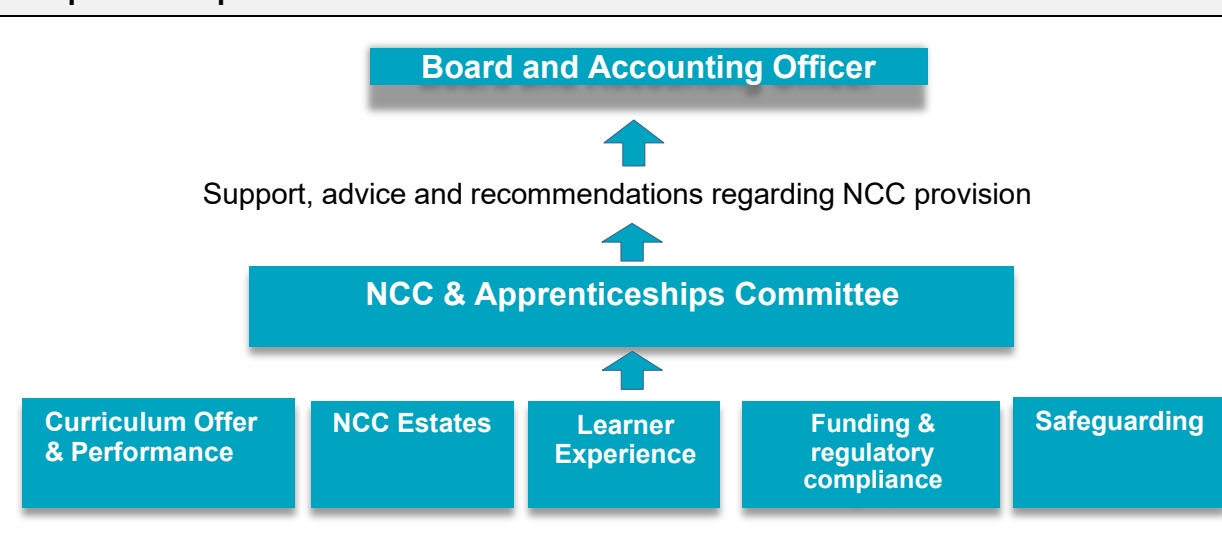 Board and Accounting Officer
Support, advice and recommendations regarding NCC provision
NCC & Apprenticeships Committee
Curriculum Offer
& Performance
NCC Estates
Learner
Experience
Funding &
regulatory
compliance
Safeguarding